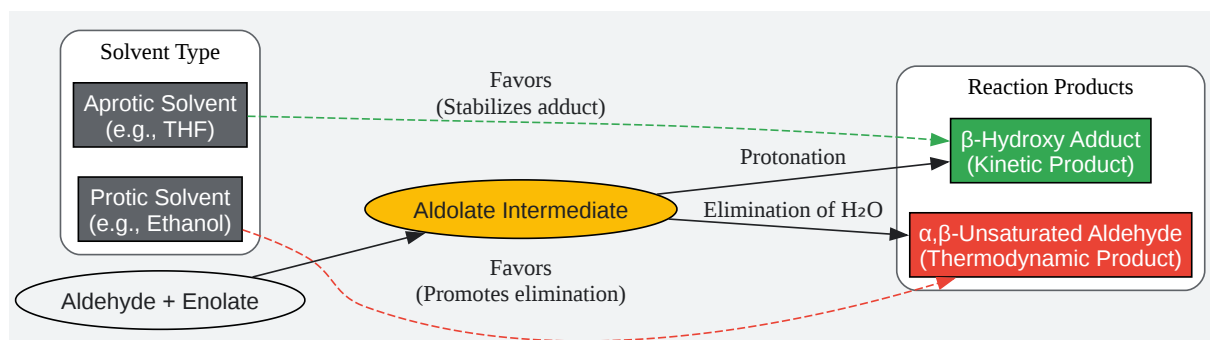 Solvent Type
Aprotic Solvent
(e.g., THF)
Protic Solvent
(e.g., Ethanol)
Aldehyde + Enolate
Favors
(Stabilizes adduct)
Aldolate Intermediate
Favors
(Promotes elimination)
Protonation
Elimination of H₂O
Reaction Products
β-Hydroxy Adduct
(Kinetic Product)
α,β-Unsaturated Aldehyde
(Thermodynamic Product)